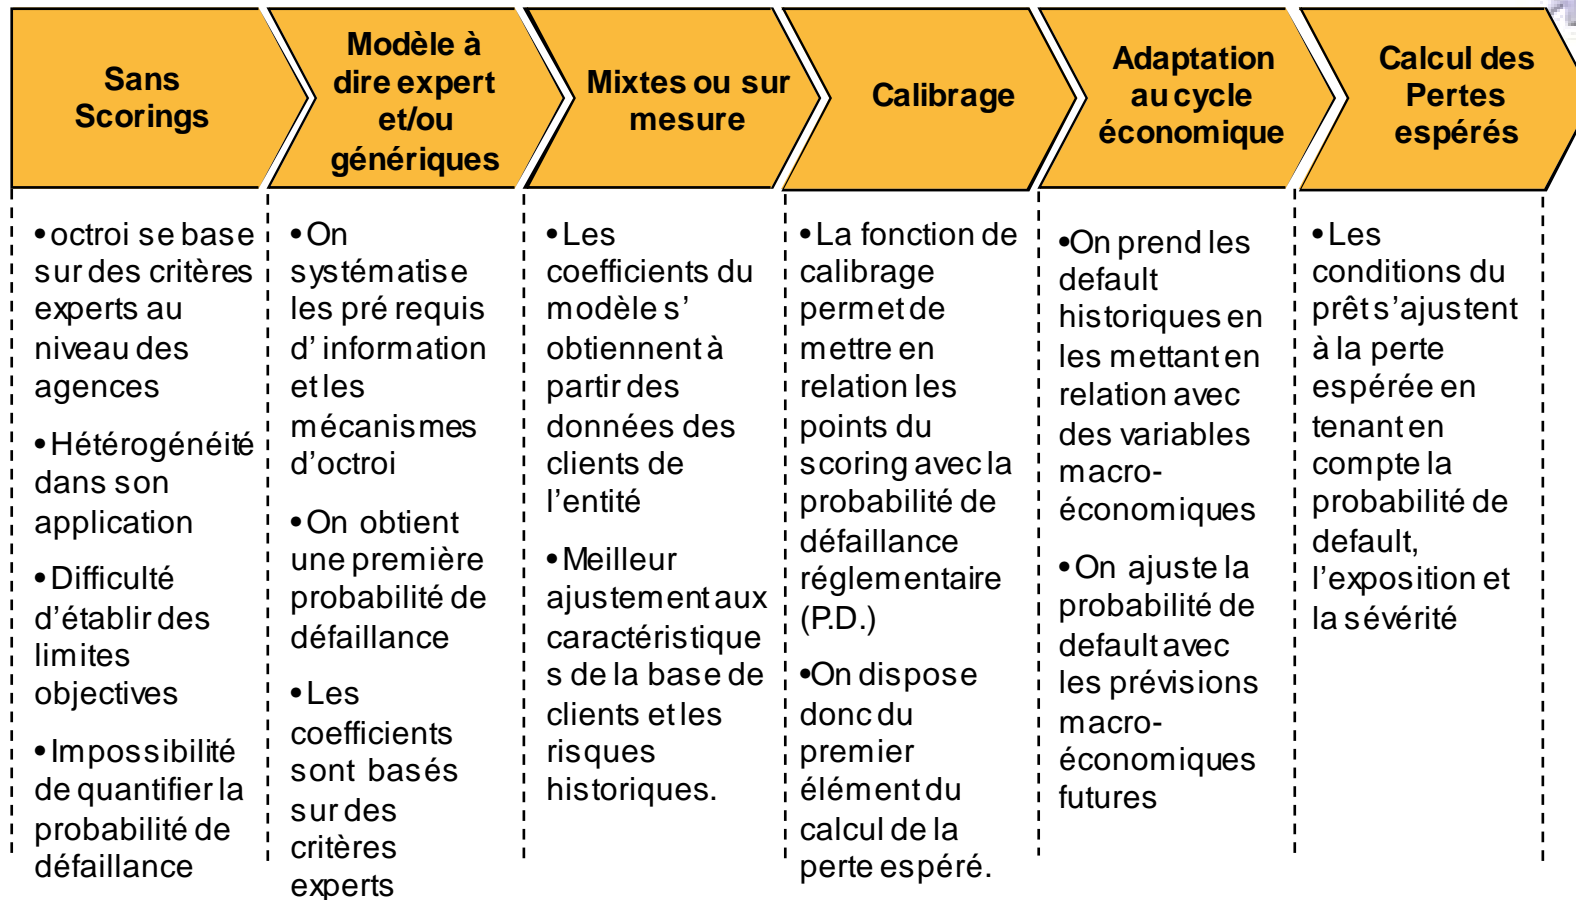 Sans
Scorings
Modèle à
dire expert
et/ou
génériques
Mixtes ou sur
mesure
Calibrage
Adaptation
au cycle
économique
Calcul des
Pertes
espérés
•octroi se base
sur des critères
experts au
niveau des
agences
•Hétérogénéité
dans son
application
•Difficulté
d’établir des
limites
objectives
•Impossibilité
de quantifier la
probabilité de
défaillance
•On
systématise
les pré requis
d’ information
et les
mécanismes
d’octroi
•On obtient
une première
probabilité de
défaillance
•Les
coefficients
sont basés
sur des
critères
experts
•Les
coefficients du
modèle s’
obtiennent à
partir des
données des
clients de
l’entité
•Meilleur
ajustement aux
caractéristique
s de la base de
clients et les
risques
historiques.
•La fonction de
calibrage
permet de
mettre en
relation les
points du
scoring avec la
probabilité de
défaillance
réglementaire
(P.D.)
•On dispose
donc du
premier
élément du
calcul de la
perte espéré.
•On prend les
default
historiques en
les mettant en
relation avec
des variables
macro-
économiques
•On ajuste la
probabilité de
default avec
les prévisions
macro-
économiques
futures
•Les
conditions du
prêt s’ajustent
à la perte
espérée en
tenant en
compte la
probabilité de
default,
l’exposition et
la sévérité